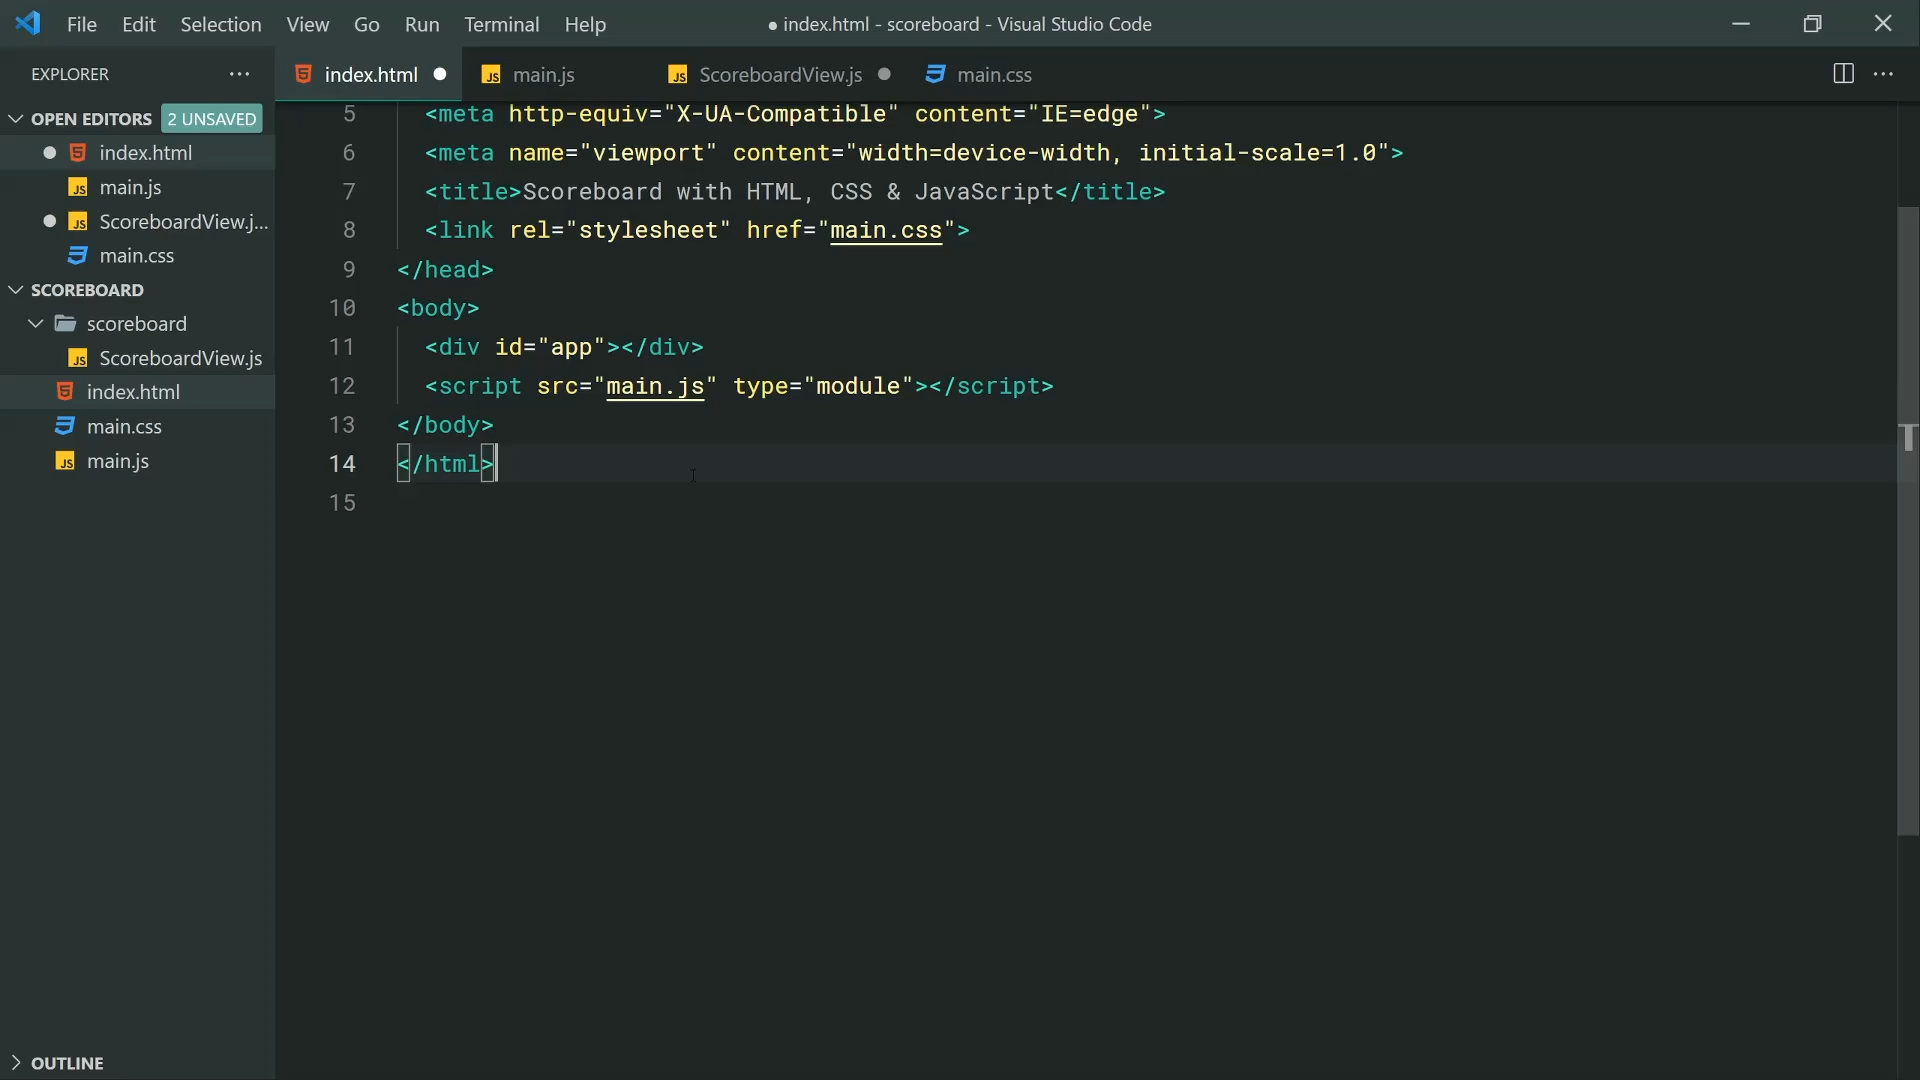 File Edit Selection View Go Run Terminal Help ● index.html - scoreboard - Visual Studio Code
EXPLORER
OPEN EDITORS 2 UNSAVED
index.html
main.js
ScoreboardView.j...
main.css
SCOREBOARD
scoreboard
ScoreboardView.js
index.html
main.css
main.js
OUTLINE
index.html main.js ScoreboardView.js main.css
5 <meta http-equiv="X-UA-Compatible" content="IE=edge">
6 <meta name="viewport" content="width=device-width, initial-scale=1.0">
7 <title>Scoreboard with HTML, CSS & JavaScript</title>
8 <link rel="stylesheet" href="main.css">
9 </head>
10 <body>
11 <div id="app"></div>
12 <script src="main.js" type="module"></script>
13 </body>
14 </html>
15